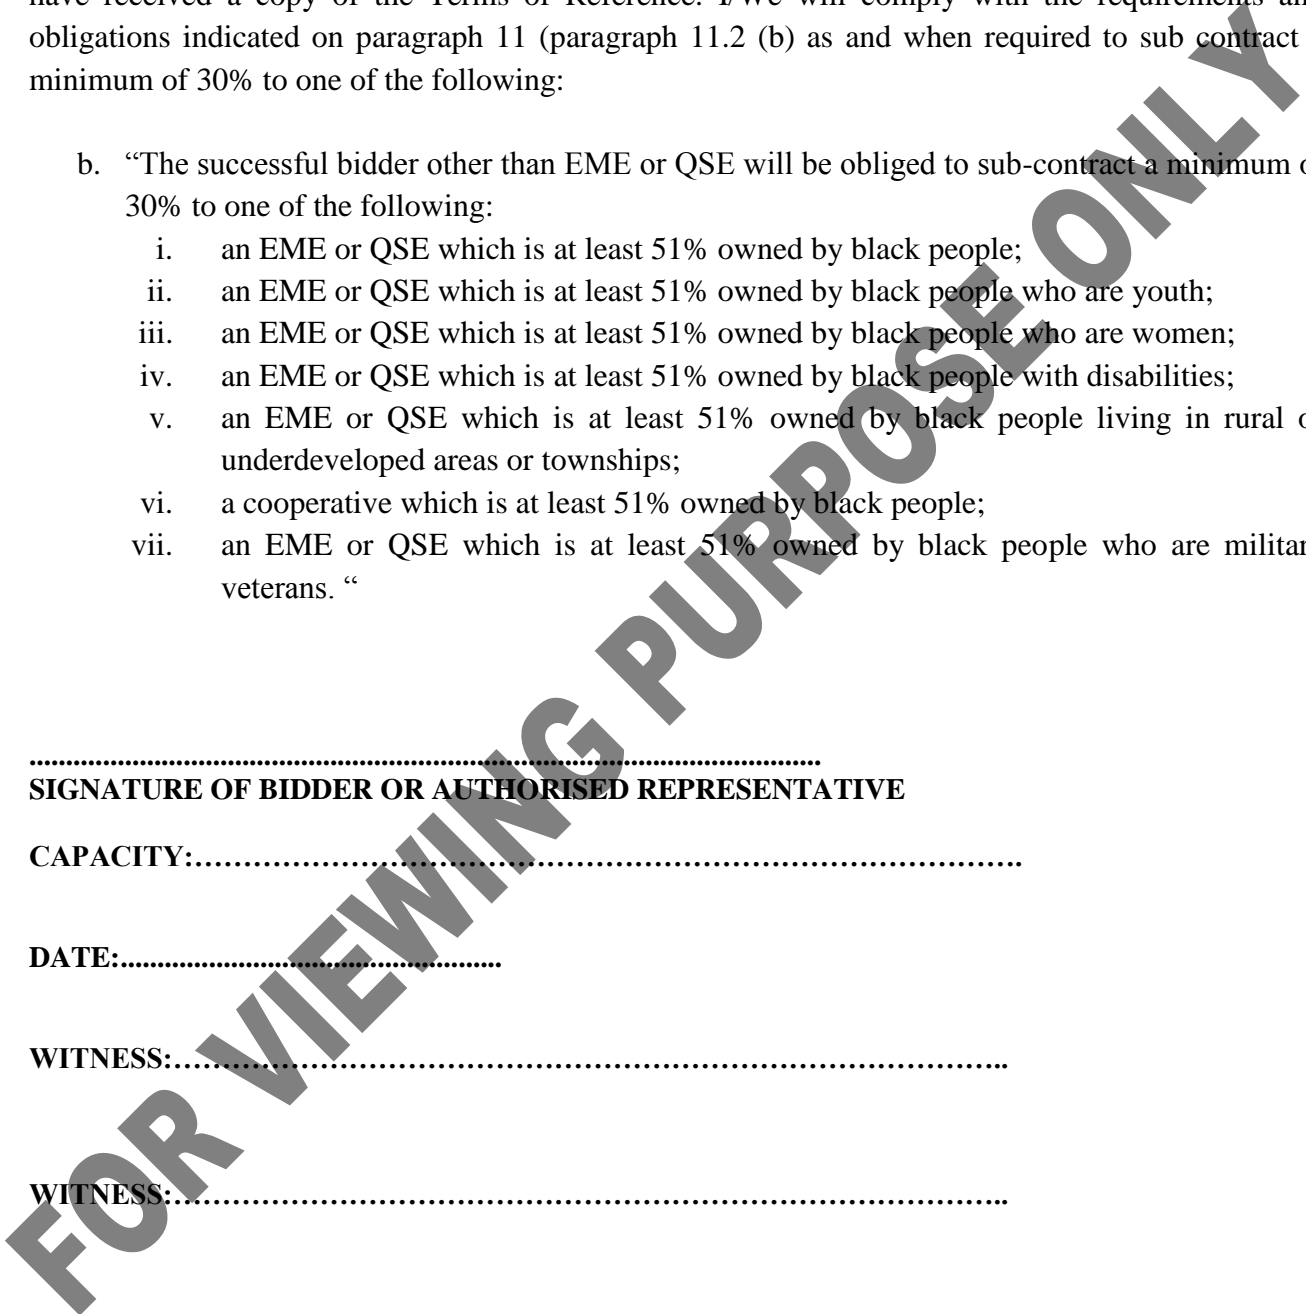 have received a copy of the Terms of Reference. I/We will comply with the requirements an
obligations indicated on paragraph 11 (paragraph 11.2 (b) as and when required to sub contract
minimum of 30% to one of the following:
b. “The successful bidder other than EME or QSE will be obliged to sub-contract a minimum o
30% to one of the following:
i. an EME or QSE which is at least 51% owned by black people;
ii. an EME or QSE which is at least 51% owned by black people who are youth;
iii. an EME or QSE which is at least 51% owned by black people who are women;
iv. an EME or QSE which is at least 51% owned by black people with disabilities;
v. an EME or QSE which is at least 51% owned by black people living in rural o
underdeveloped areas or townships;
vi. a cooperative which is at least 51% owned by black people;
vii. an EME or QSE which is at least 51% owned by black people who are militar
veterans. “
............................................................................................................
SIGNATURE OF BIDDER OR AUTHORISED REPRESENTATIVE
CAPACITY:………………………………………………………………………….
DATE:....................................................
WITNESS:…………………………………………………………………………..
WITNESS:…………………………………………………………………………..
FOR VIEWING PURPOSE ONLY